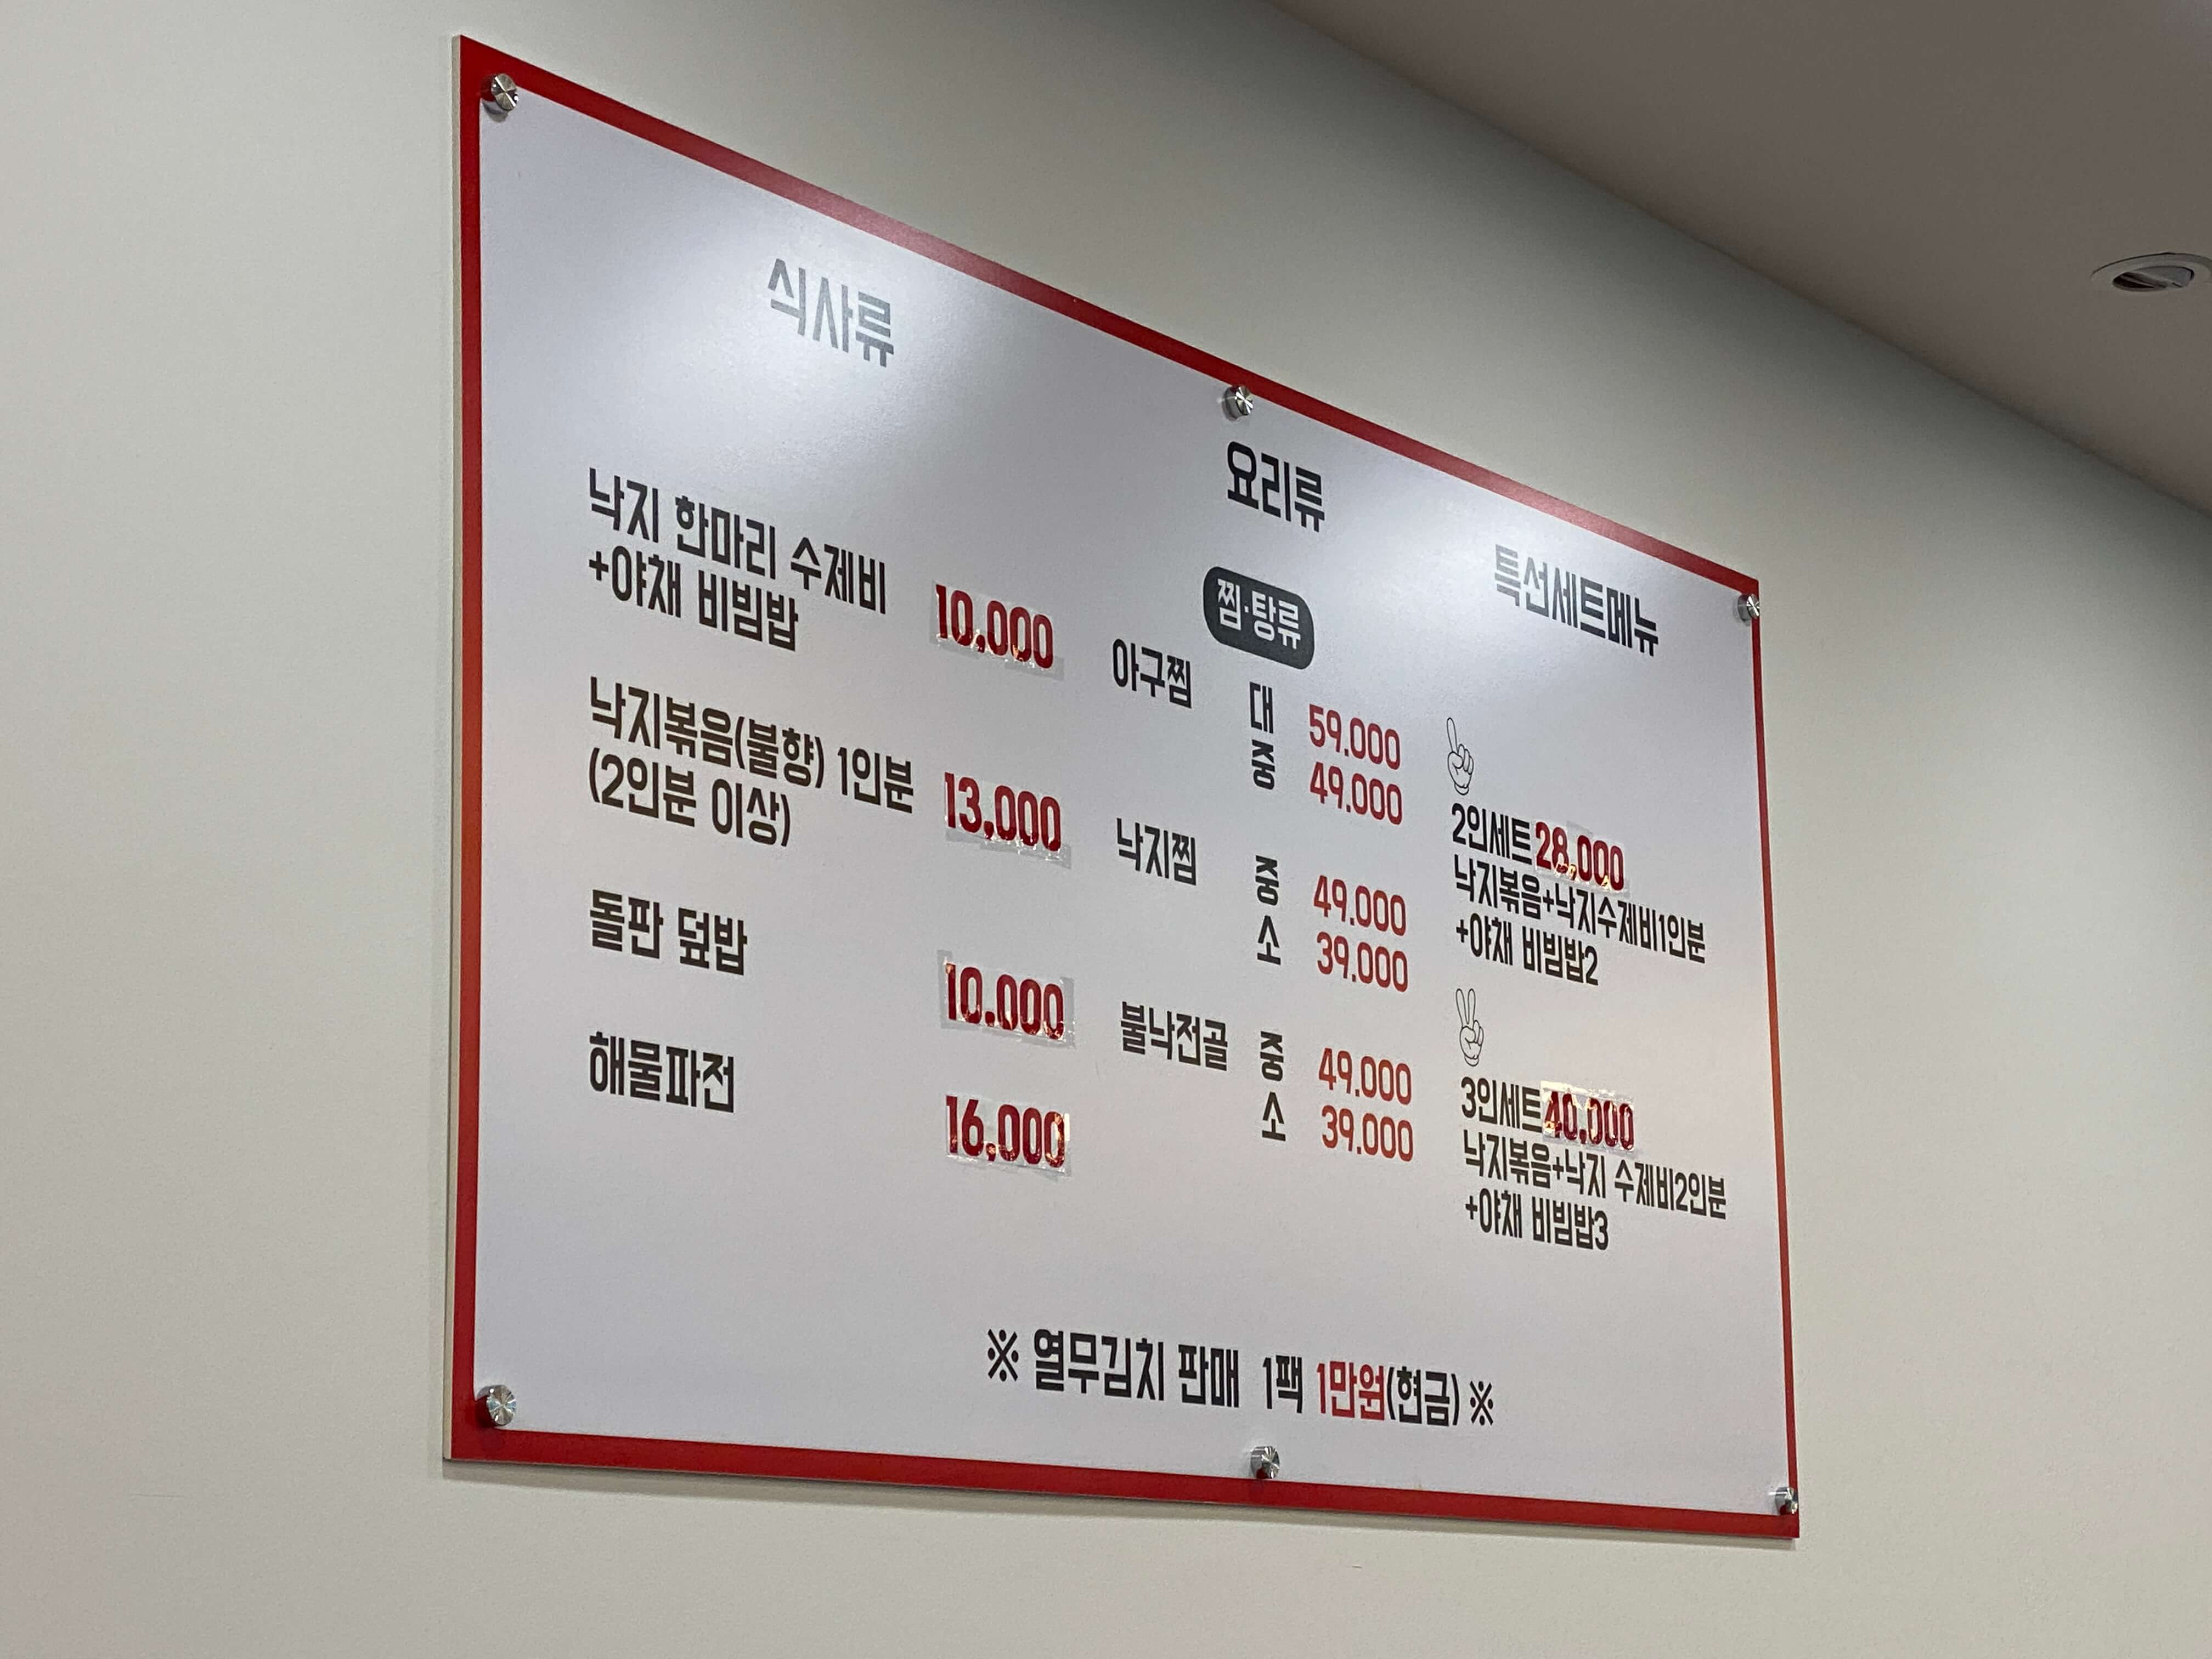 식사류
낙지 한마리 수제비
+야채 비빔밥 10,000
낙지볶음(불향) 1인분
(2인분 이상) 13,000
돌판 덮밥 10.000
해물파전 16,000
요리류
찜·탕류
아구찜 대 59.000
중 49.000
낙지찜 중 49.000
소 39.000
불낙전골 중 49.000
소 39.000
특선세트메뉴
2인세트 28,000
낙지볶음+낙지수제비1인분
+야채 비빔밥2
3인세트 40,000
낙지볶음+낙지 수제비2인분
+야채 비빔밥3
※ 열무김치 판매 1팩 1만원(현금) ※